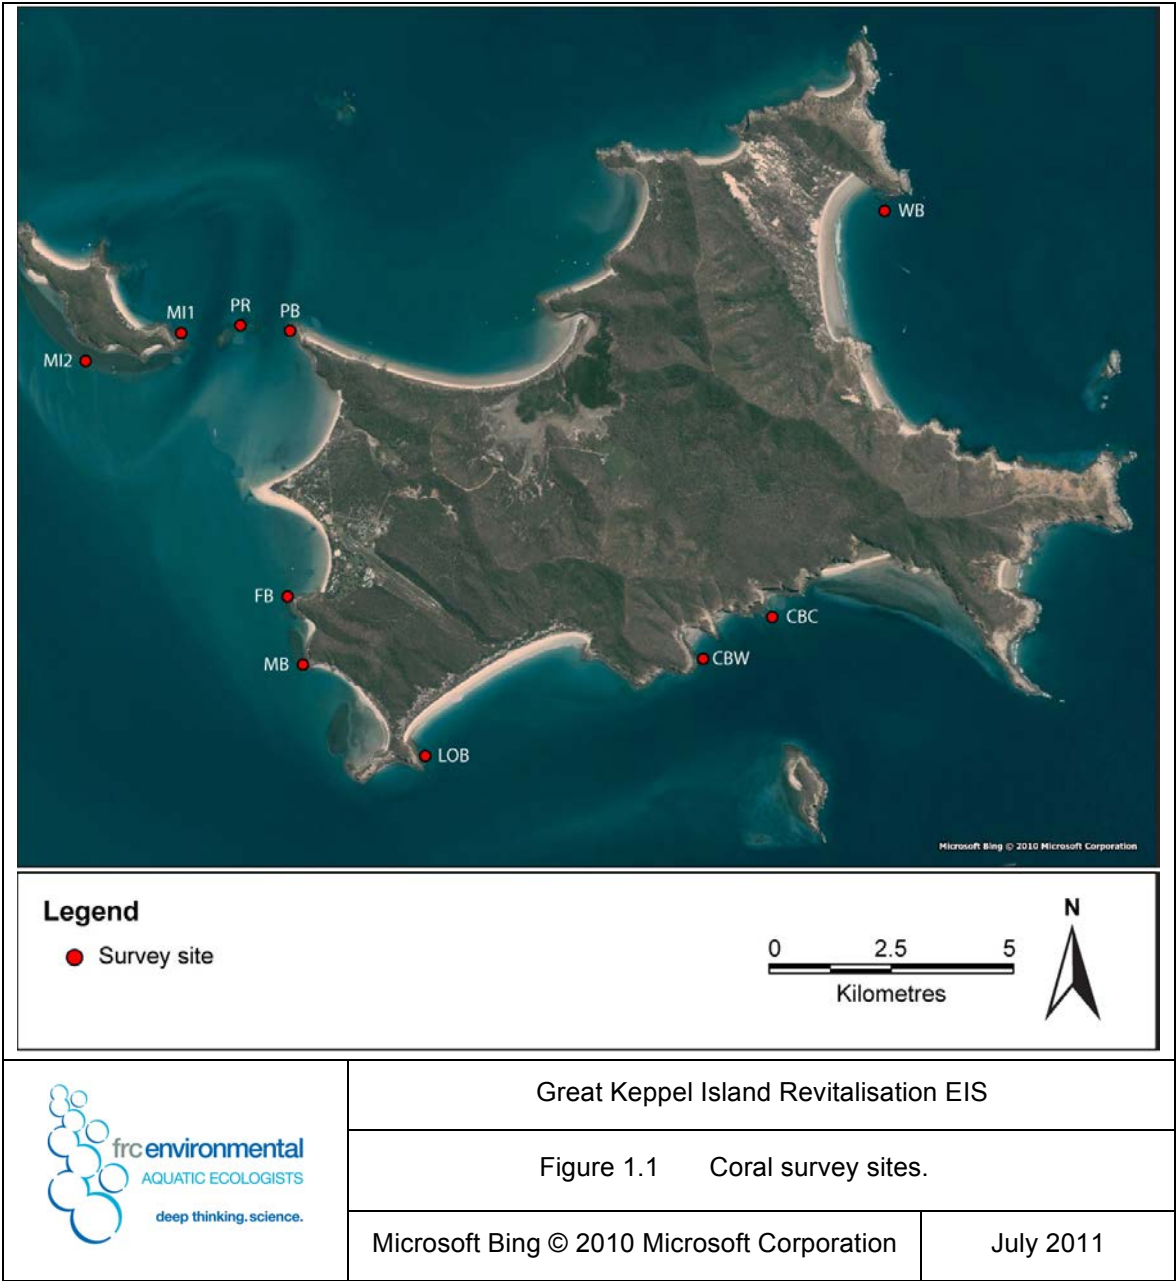 WB
PR
PB
MI1
MI2
FB
CBC
CBW
MB
LOB
Microsoft Bing © 2010 Microsoft Corporation
Legend
Survey site
0 2.5 5
Kilometres
N
frc environmental
AQUATIC ECOLOGISTS
deep thinking. science.
Great Keppel Island Revitalisation EIS
Figure 1.1 Coral survey sites.
Microsoft Bing © 2010 Microsoft Corporation
July 2011